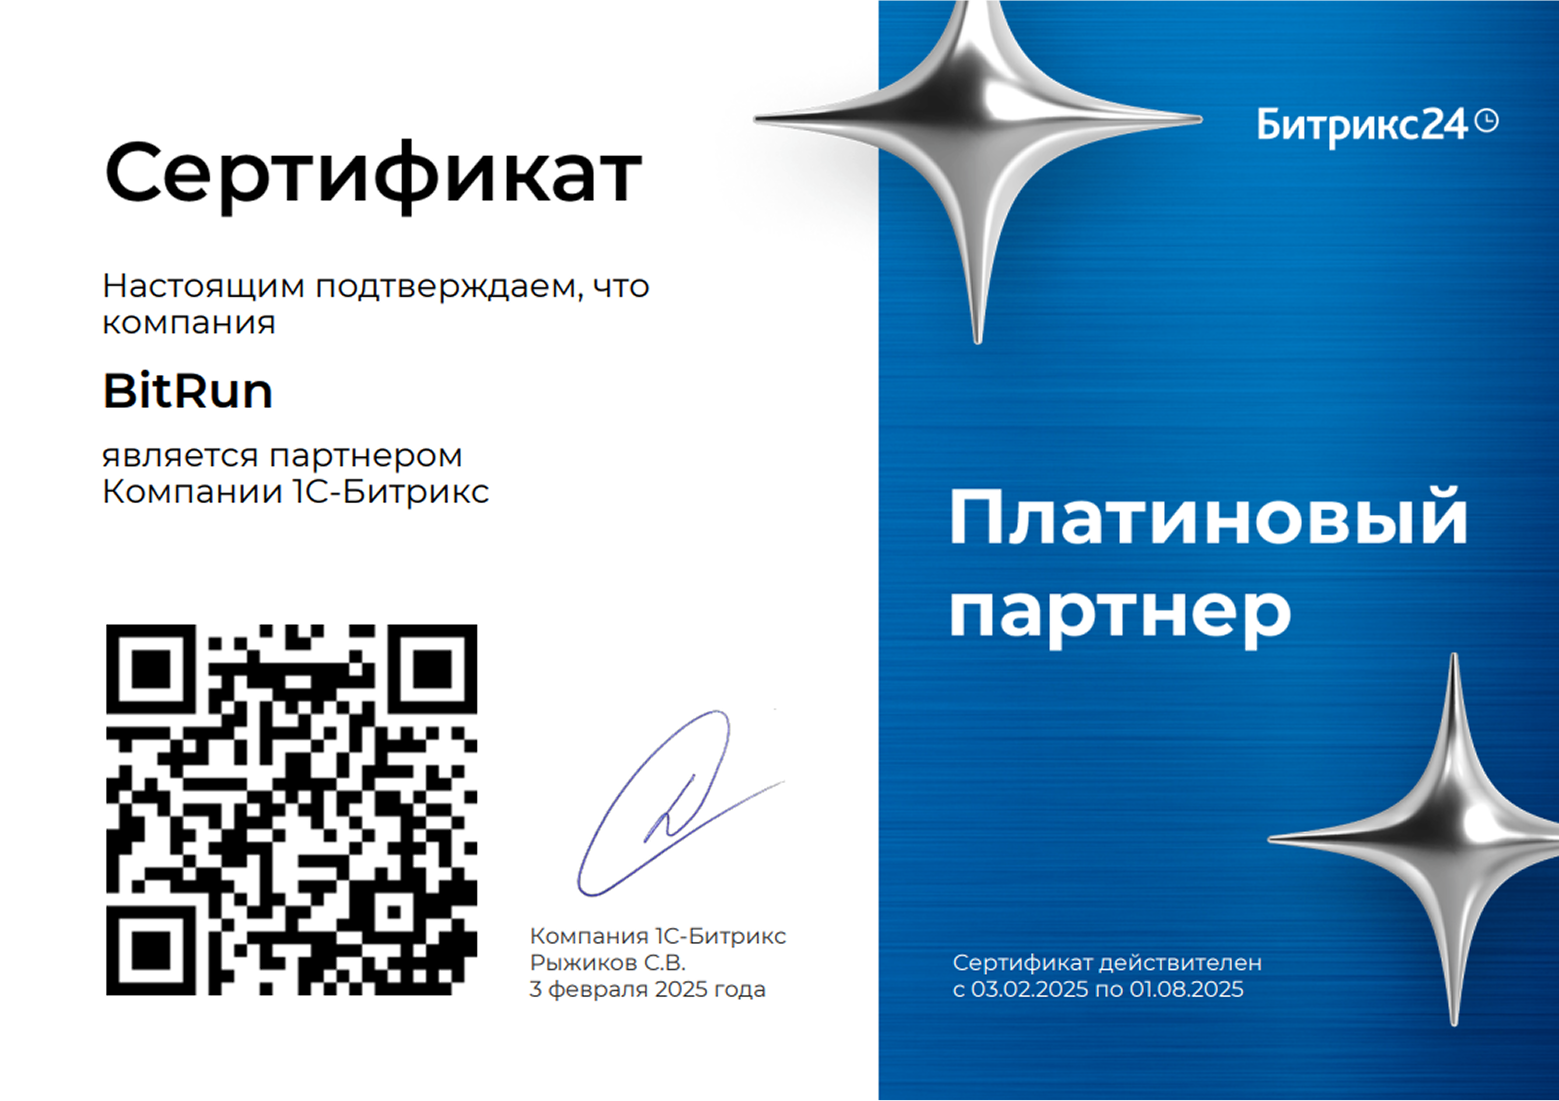 Сертификат
Настоящим подтверждаем, что
компания
BitRun
является партнером
Компании 1С-Битрикс
Компания 1С-Битрикс
Рыжиков С.В.
3 февраля 2025 года
Битрикс24
Платиновый
партнер
Сертификат действителен
с 03.02.2025 по 01.08.2025